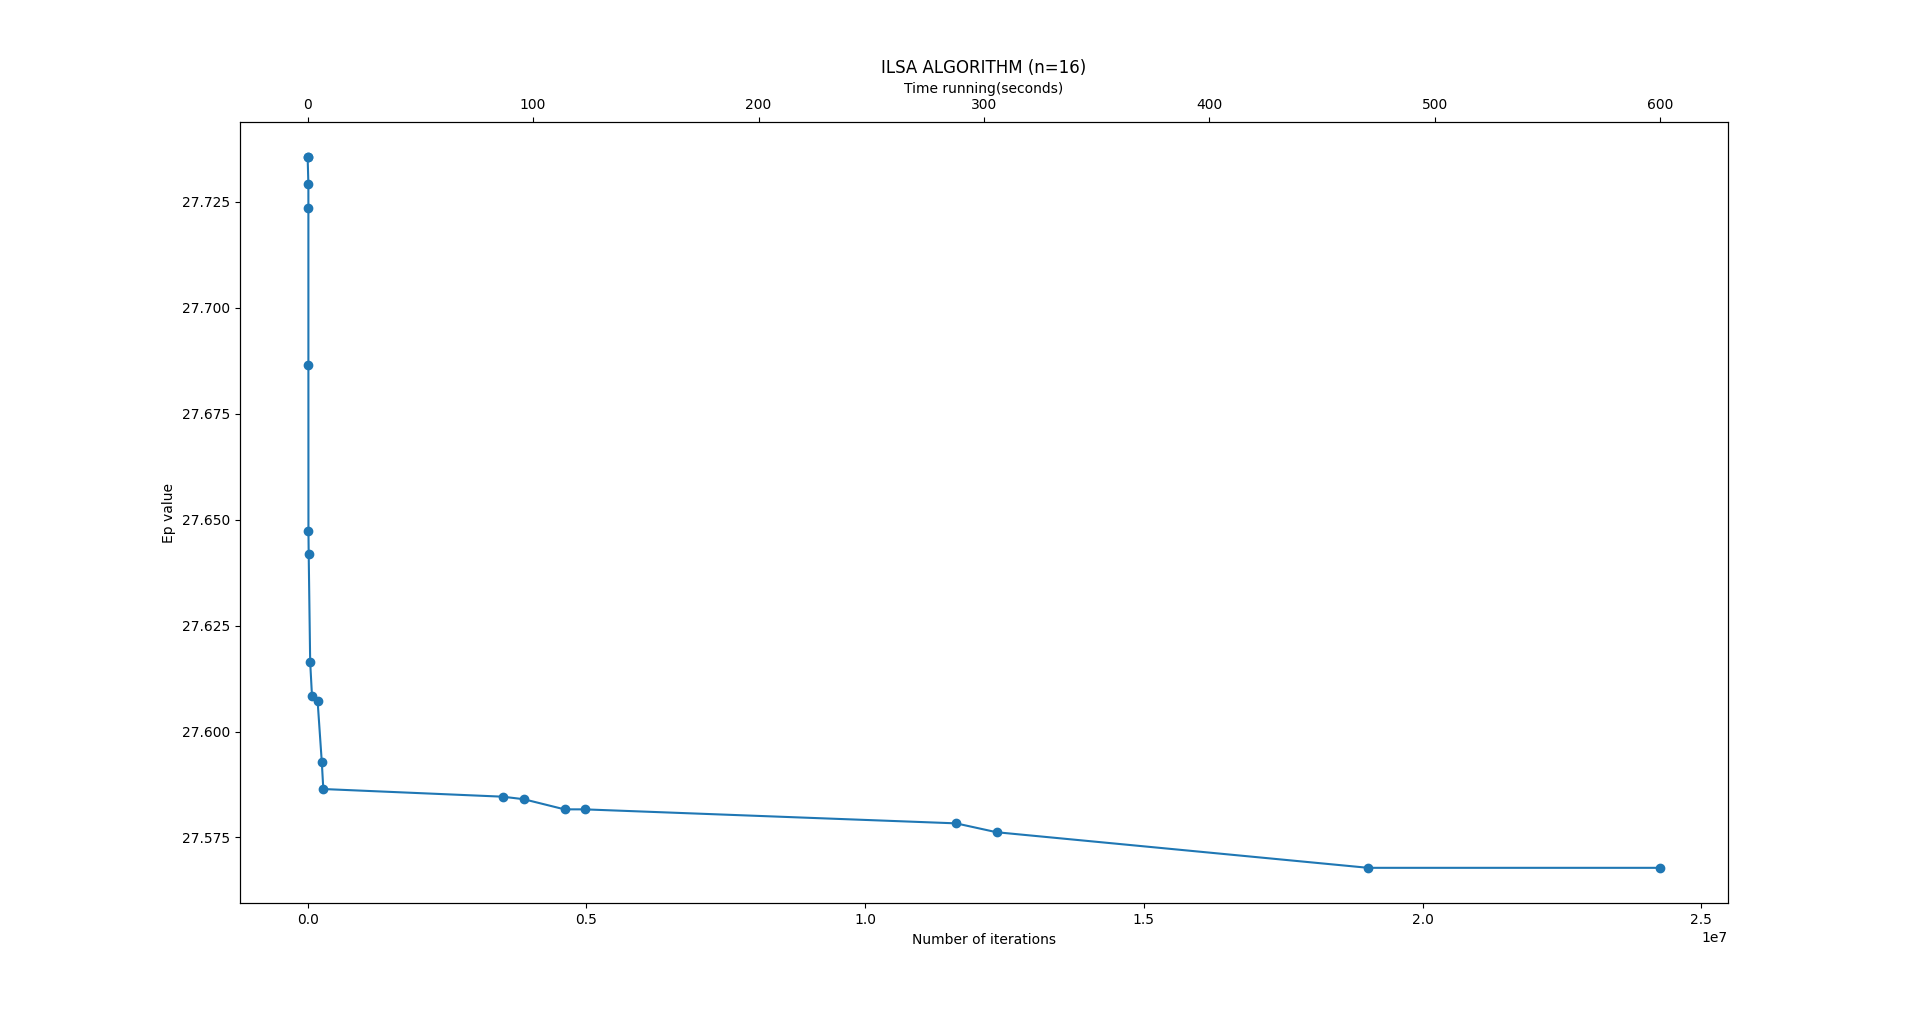 ILSA ALGORITHM (n=16)
Time running(seconds)
0 100 200 300 400 500 600
27.725
27.700
27.675
27.650
27.625
27.600
27.575
Ep value
0.0 0.5 1.0 1.5 2.0 2.5
1e7
Number of iterations